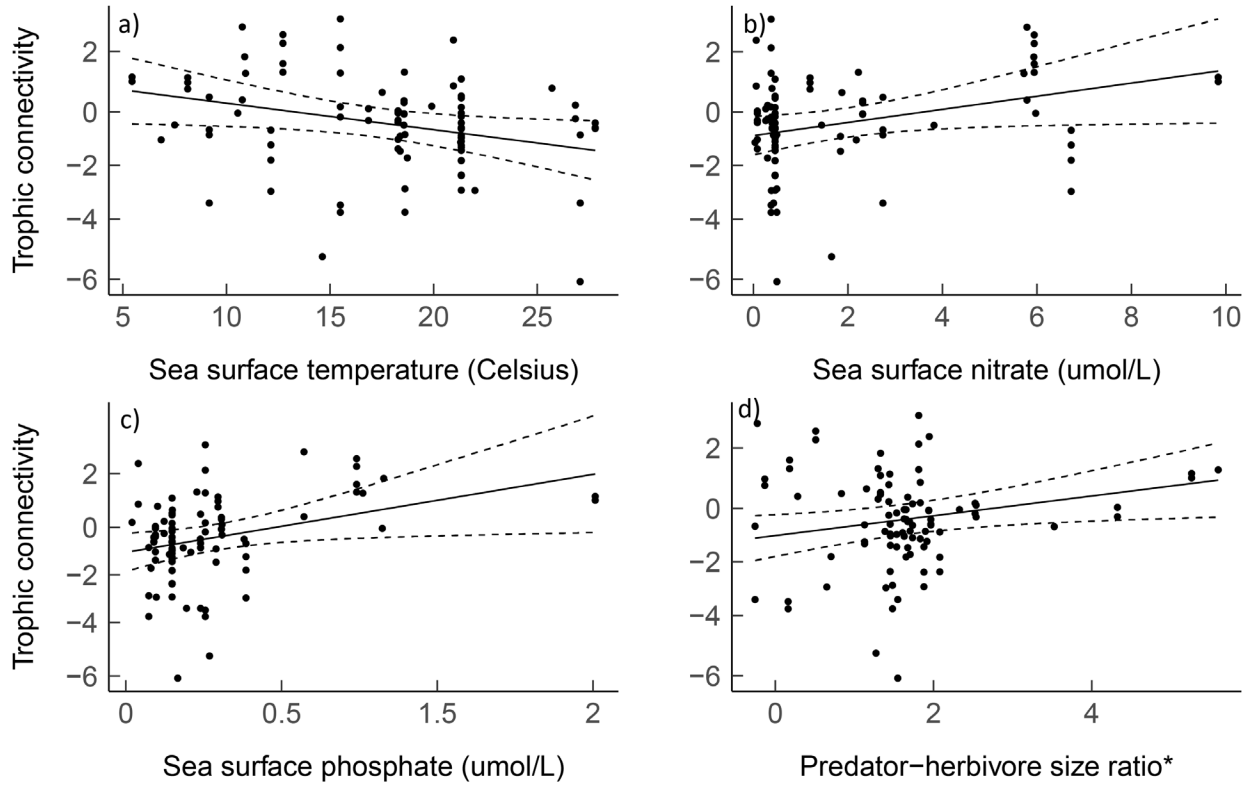 a)
Trophic connectivity
2
0
−2
−4
−6
5 10 15 20 25
Sea surface temperature (Celsius)
b)
2
0
−2
−4
−6
0 2 4 6 8 10
Sea surface nitrate (umol/L)
c)
Trophic connectivity
2
0
−2
−4
−6
0 0.5 1.5 2
Sea surface phosphate (umol/L)
d)
2
0
−2
−4
−6
0 2 4
Predator−herbivore size ratio*